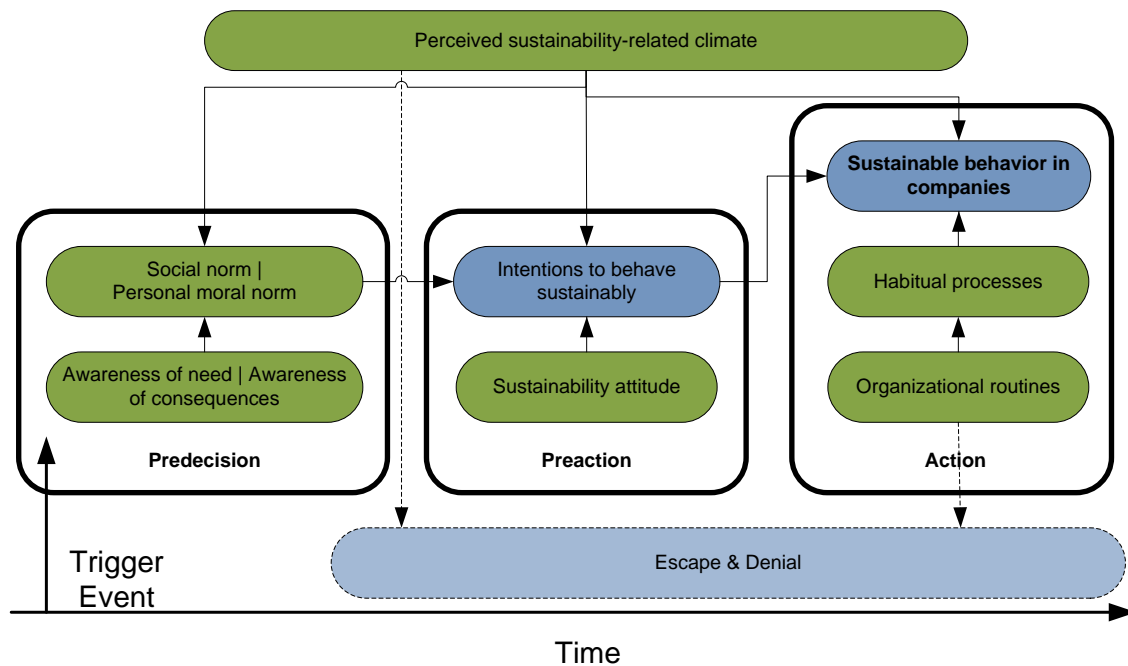 Perceived sustainability-related climate
Sustainable behavior in
companies
Social norm |
Personal moral norm
Intentions to behave
sustainably
Habitual processes
Awareness of need | Awareness
of consequences
Sustainability attitude
Organizational routines
Predecision
Preaction
Action
Escape & Denial
Trigger
Event
Time